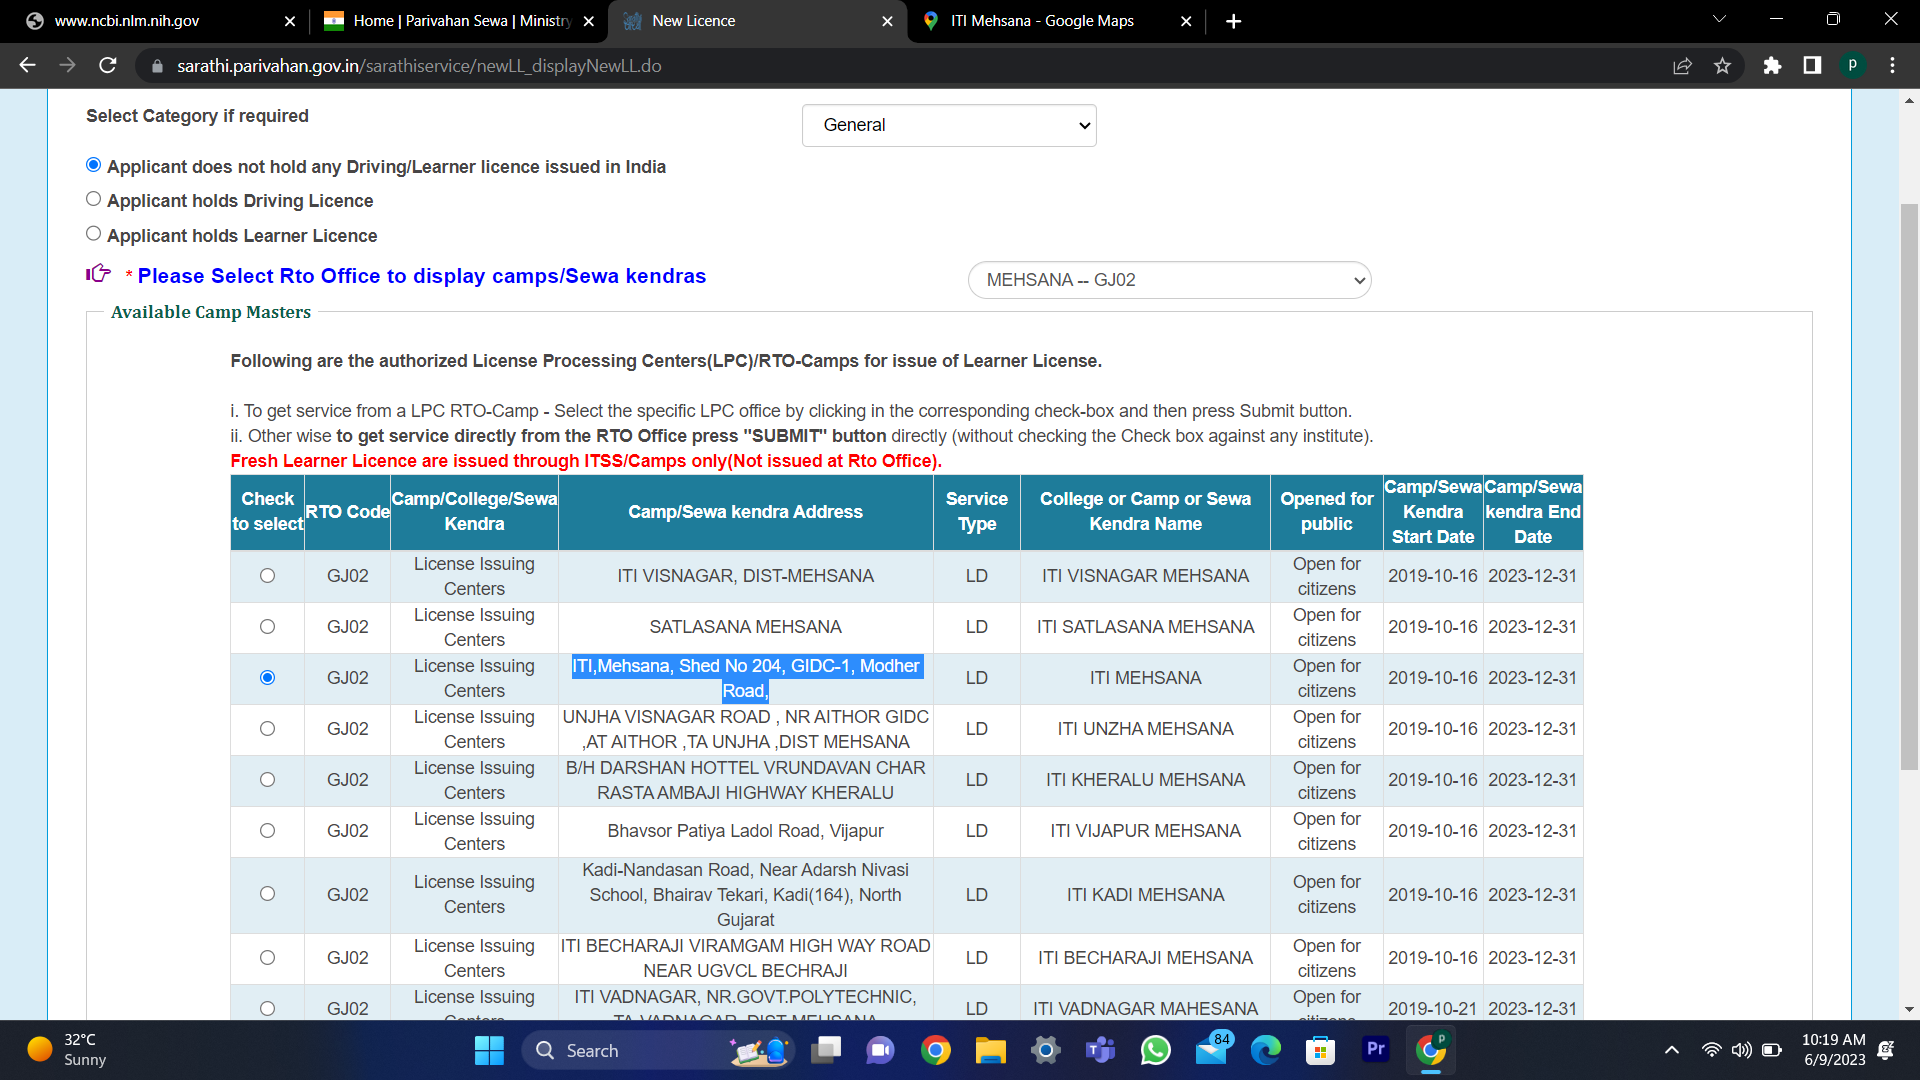 www.ncbi.nlm.nih.gov
Home | Parivahan Sewa | Ministry
New Licence
ITI Mehsana - Google Maps
sarathi.parivahan.gov.in/sarathiservice/newLL_displayNewLL.do
P
Select Category if required
General
Applicant does not hold any Driving/Learner licence issued in India
Applicant holds Driving Licence
Applicant holds Learner Licence
* Please Select Rto Office to display camps/Sewa kendras
MEHSANA -- GJ02
Available Camp Masters
Following are the authorized License Processing Centers(LPC)/RTO-Camps for issue of Learner License.
i. To get service from a LPC RTO-Camp - Select the specific LPC office by clicking in the corresponding check-box and then press Submit button.
ii. Other wise to get service directly from the RTO Office press "SUBMIT" button directly (without checking the Check box against any institute).
Fresh Learner Licence are issued through ITSS/Camps only(Not issued at Rto Office).
Check to select RTO Code Camp/College/Sewa Kendra Camp/Sewa kendra Address Service Type College or Camp or Sewa Kendra Name Opened for public Camp/Sewa Kendra Start Date Camp/Sewa kendra End Date
GJ02 License Issuing Centers ITI VISNAGAR, DIST-MEHSANA LD ITI VISNAGAR MEHSANA Open for citizens 2019-10-16 2023-12-31
GJ02 License Issuing Centers SATLASANA MEHSANA LD ITI SATLASANA MEHSANA Open for citizens 2019-10-16 2023-12-31
GJ02 License Issuing Centers ITI,Mehsana, Shed No 204, GIDC-1, Modher Road, LD ITI MEHSANA Open for citizens 2019-10-16 2023-12-31
GJ02 License Issuing Centers UNJHA VISNAGAR ROAD , NR AITHOR GIDC ,AT AITHOR ,TA UNJHA ,DIST MEHSANA LD ITI UNZHA MEHSANA Open for citizens 2019-10-16 2023-12-31
GJ02 License Issuing Centers B/H DARSHAN HOTTEL VRUNDAVAN CHAR RASTA AMBAJI HIGHWAY KHERALU LD ITI KHERALU MEHSANA Open for citizens 2019-10-16 2023-12-31
GJ02 License Issuing Centers Bhavsor Patiya Ladol Road, Vijapur LD ITI VIJAPUR MEHSANA Open for citizens 2019-10-16 2023-12-31
GJ02 License Issuing Centers Kadi-Nandasan Road, Near Adarsh Nivasi School, Bhairav Tekari, Kadi(164), North Gujarat LD ITI KADI MEHSANA Open for citizens 2019-10-16 2023-12-31
GJ02 License Issuing Centers ITI BECHARAJI VIRAMGAM HIGH WAY ROAD NEAR UGVCL BECHRAJI LD ITI BECHARAJI MEHSANA Open for citizens 2019-10-16 2023-12-31
GJ02 License Issuing Centers ITI VADNAGAR, NR.GOVT.POLYTECHNIC, TA-VADNAGAR, DIST-MEHSANA LD ITI VADNAGAR MAHESANA Open for citizens 2019-10-21 2023-12-31
32°C
Sunny
Search
84
Pr
P
10:19 AM
6/9/2023